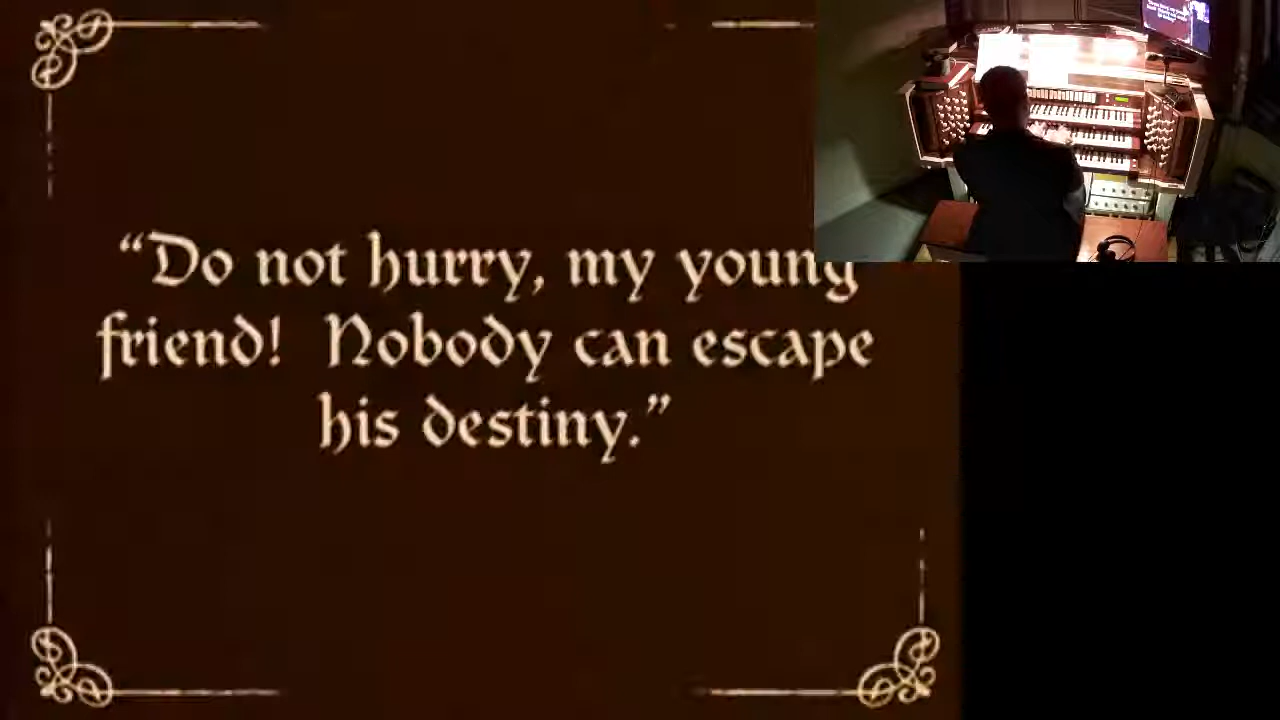 “Do not hurry, my young
friend! Nobody can escape
his destiny.”